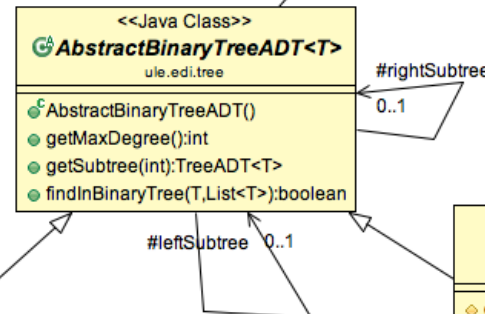 <<Java Class>>
AbstractBinaryTreeADT<T>
ule.edi.tree
#rightSubtree
0..1
AbstractBinaryTreeADT()
getMaxDegree():int
getSubtree(int):TreeADT<T>
findInBinaryTree(T,List<T>):boolean
#leftSubtree
0..1